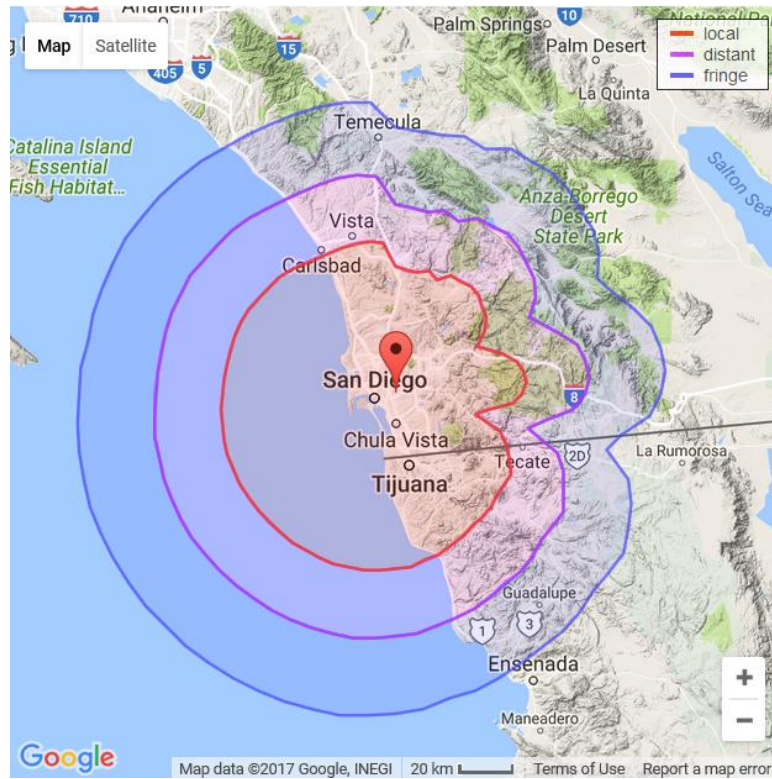 710
Anaheim
Map
Satellite
405
5
15
Palm Springs
10
Palm Desert
La Quinta
local
distant
fringe
Catalina Island
Essential
Fish Habitat...
Temecula
Salton Sea
Anza-Borrego
Desert
State Park
Vista
Carlsbad
San Diego
8
Chula Vista
Tijuana
Tecate
2D
La Rumorosa
Guadalupe
1
3
Ensenada
Maneadero
+
−
Google
Map data ©2017 Google, INEGI
20 km
Terms of Use
Report a map error